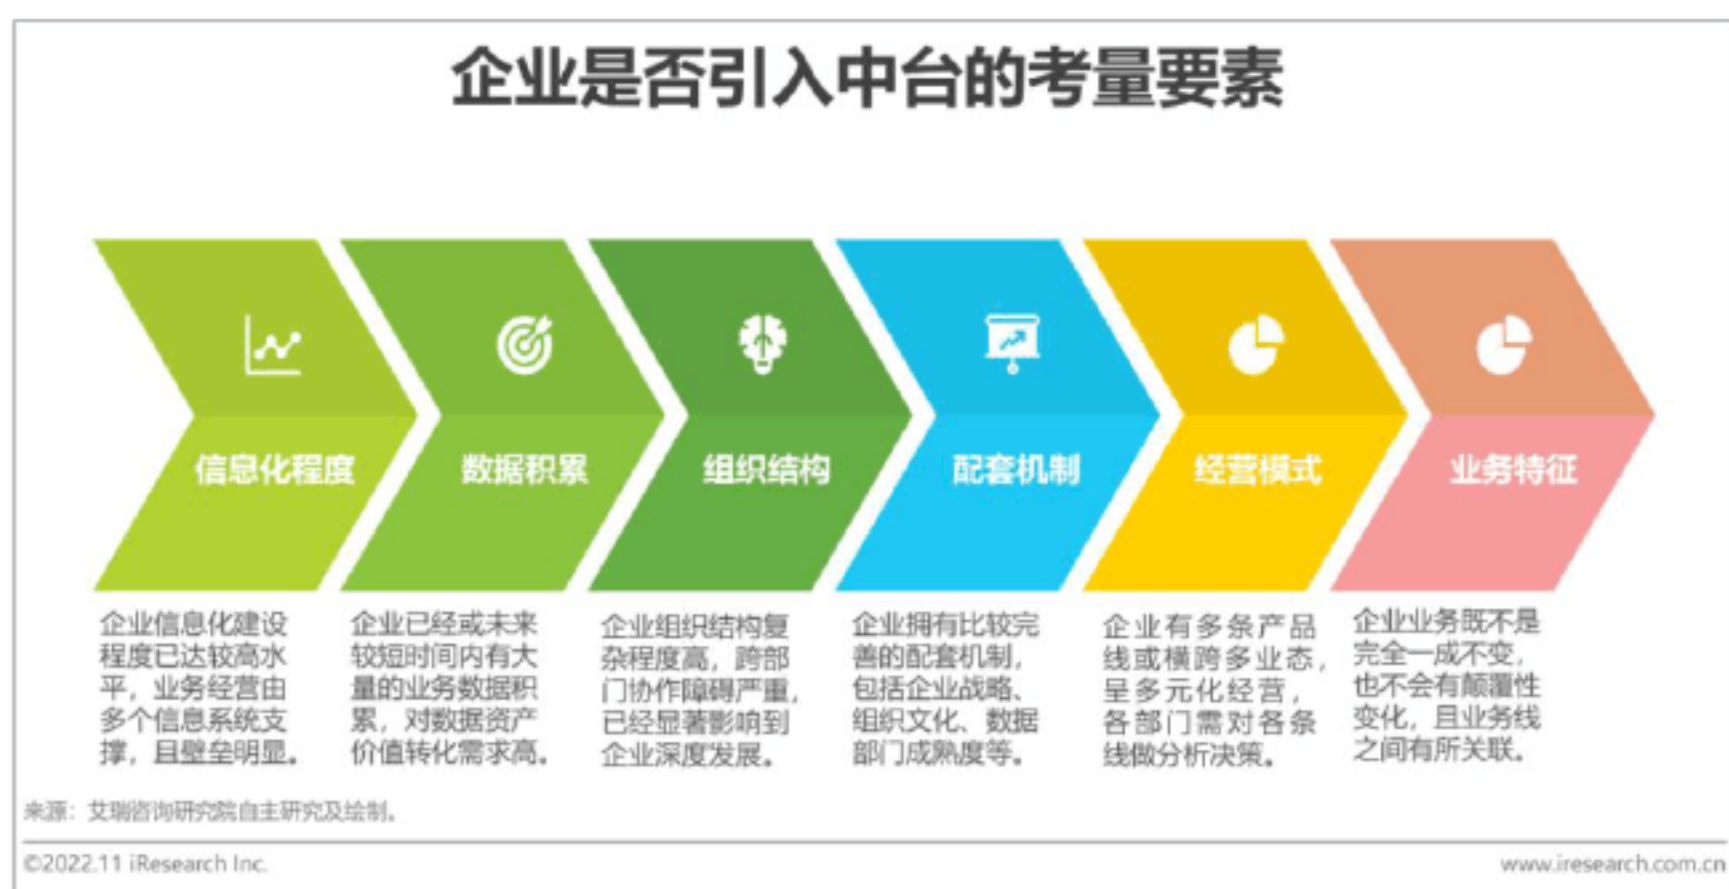 企业是否引入中台的考量要素
信息化程度
数据积累
组织结构
配套机制
经营模式
业务特征
企业信息化建设
程度已达较高水
平，业务经营由
多个信息系统支
撑，且壁垒明显。
企业已经或未来
较短时间内有大
量的业务数据积
累，对数据资产
价值转化需求高。
企业组织结构复
杂程度高，跨部
门协作障碍严重，
已经显著影响到
企业深度发展。
企业拥有比较完
善的配套机制，
包括企业战略、
组织文化、数据
部门成熟度等。
企业有多条产品
线或横跨多业态，
呈多元化经营，
各部门需对各条
线做分析决策。
企业业务既不是
完全一成不变，
也不会有颠覆性
变化，且业务线
之间有所关联。
来源：艾瑞咨询研究院自主研究及绘制。
©2022.11 iResearch Inc.
www.iresearch.com.cn